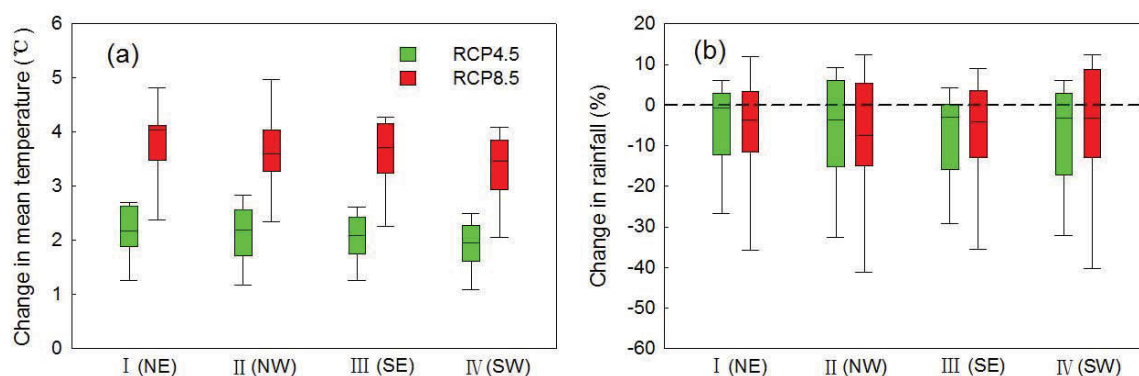 (a)
RCP4.5
RCP8.5
Change in mean temperature (℃)
6
5
4
3
2
1
0
Ⅰ (NE)
Ⅱ (NW)
Ⅲ (SE)
Ⅳ (SW)
(b)
Change in rainfall (%)
20
10
0
-10
-20
-30
-40
-50
-60
Ⅰ (NE)
Ⅱ (NW)
Ⅲ (SE)
Ⅳ (SW)